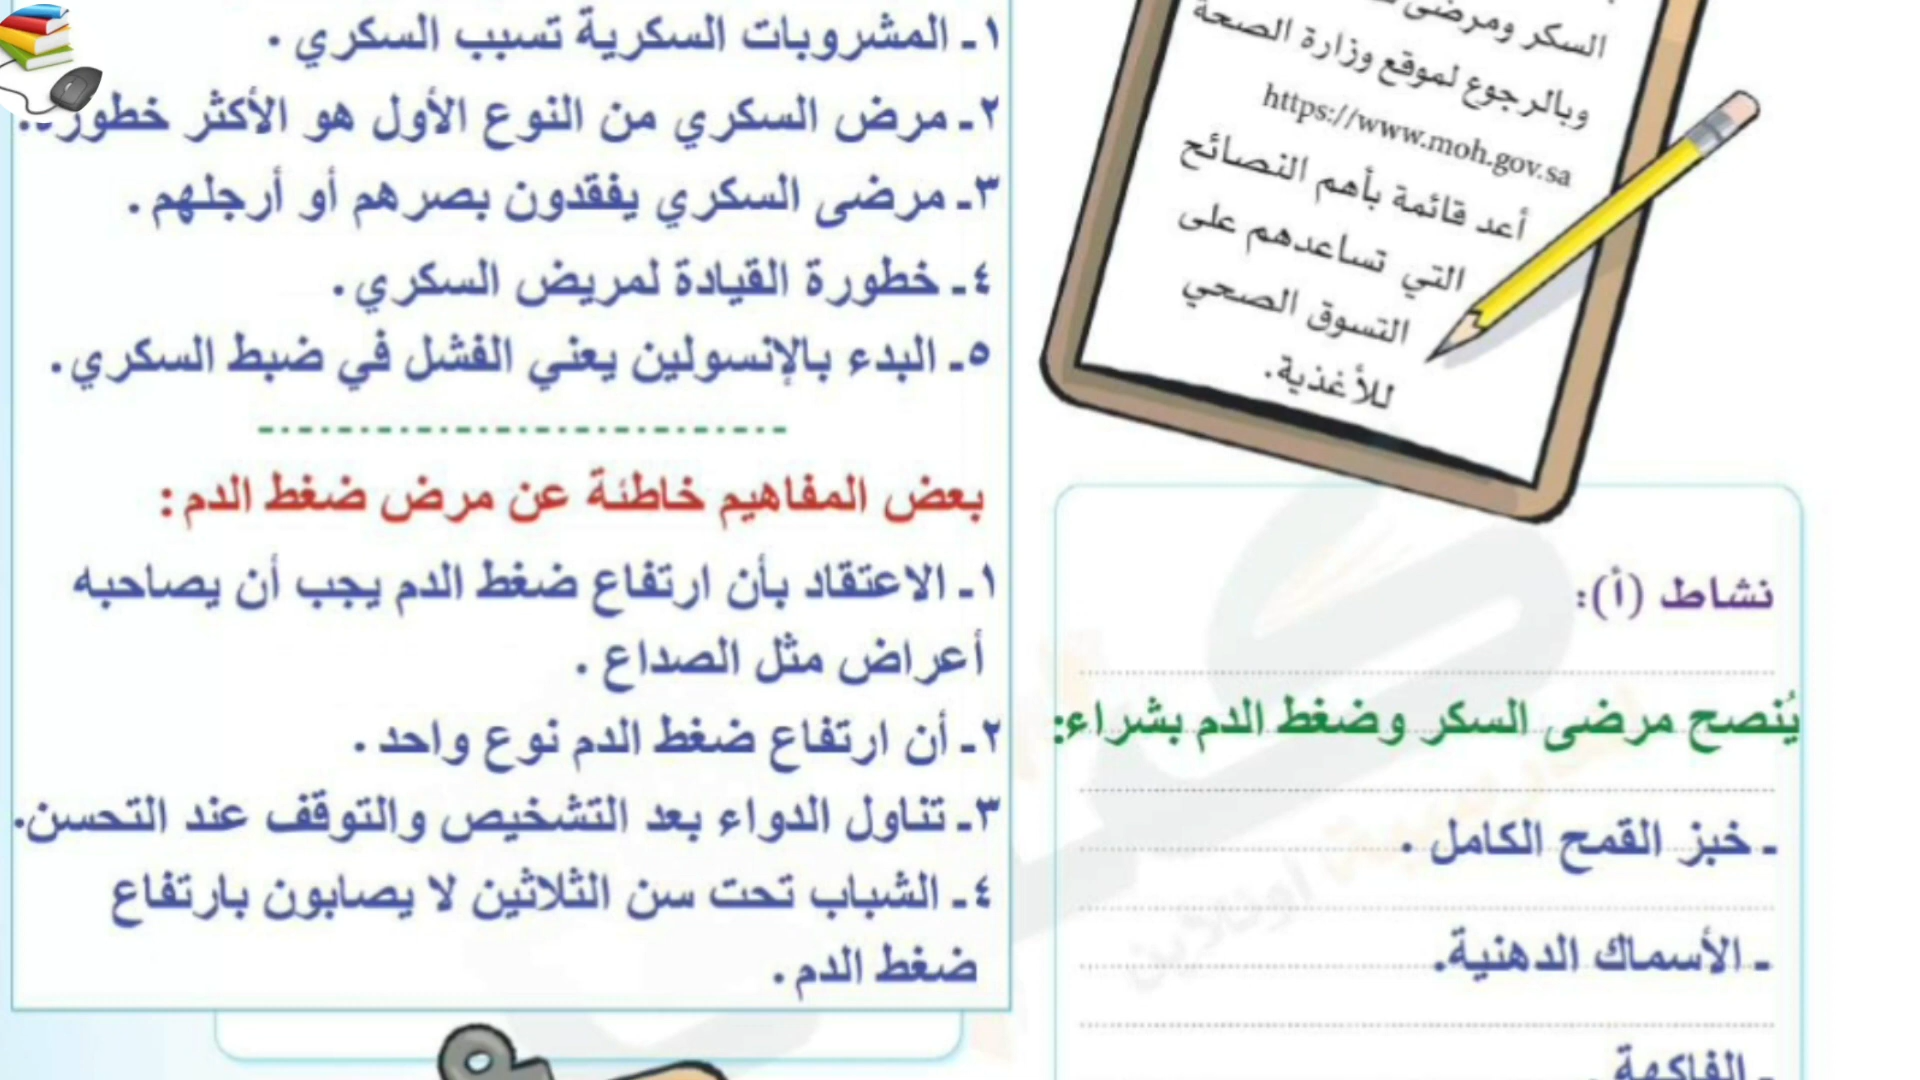 السكر ومرضى
وبالرجوع لموقع وزارة الصحة
https://www.moh.gov.sa
أعد قائمة بأهم النصائح
التي تساعدهم على
التسوق الصحي
للأغذية.
نشاط (أ):
يُنصح مرضى السكر وضغط الدم بشراء:
ـ خبز القمح الكامل .
ـ الأسماك الدهنية.
ـ الفاكهة .
١ـ المشروبات السكرية تسبب السكري .
٢ـ مرض السكري من النوع الأول هو الأكثر خطورة.
٣ـ مرضى السكري يفقدون بصرهم أو أرجلهم .
٤ـ خطورة القيادة لمريض السكري .
٥ـ البدء بالإنسولين يعني الفشل في ضبط السكري .
بعض المفاهيم خاطئة عن مرض ضغط الدم :
١ـ الاعتقاد بأن ارتفاع ضغط الدم يجب أن يصاحبه
أعراض مثل الصداع .
٢ـ أن ارتفاع ضغط الدم نوع واحد .
٣ـ تناول الدواء بعد التشخيص والتوقف عند التحسن.
٤ـ الشباب تحت سن الثلاثين لا يصابون بارتفاع
ضغط الدم .